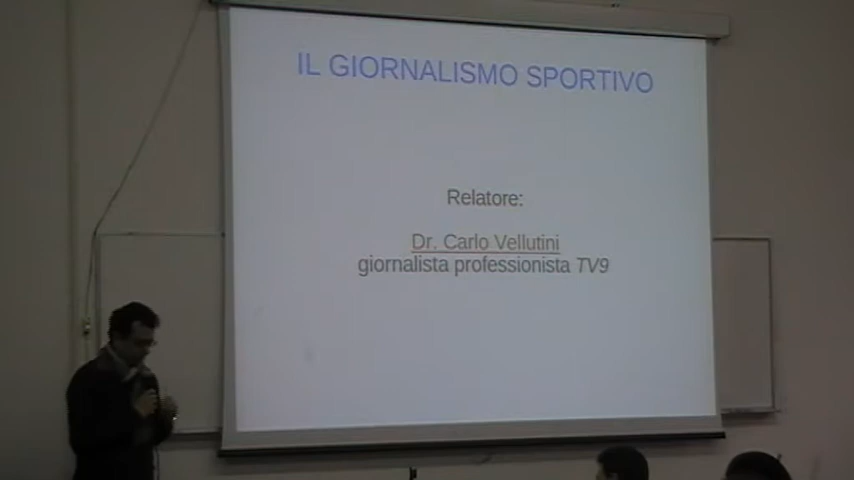 IL GIORNALISMO SPORTIVO
Relatore:
Dr. Carlo Vellutini
giornalista professionista TV9